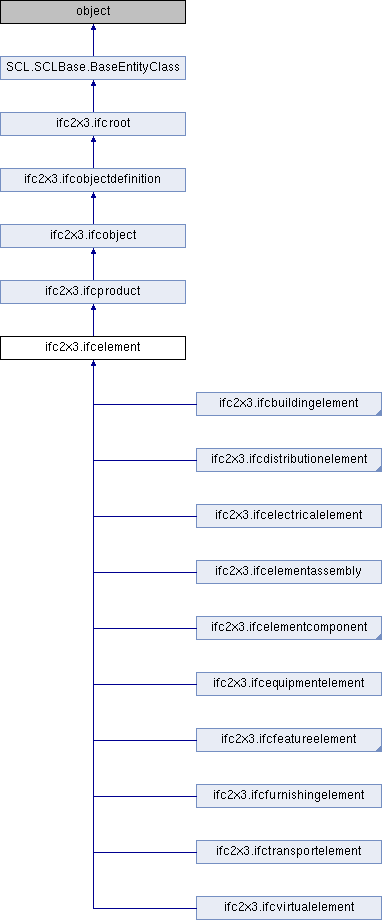 object
SCL.SCLBase.BaseEntityClass
ifc2x3.ifcroot
ifc2x3.ifcobjectdefinition
ifc2x3.ifcobject
ifc2x3.ifcproduct
ifc2x3.ifcelement
ifc2x3.ifcbuildingelement
ifc2x3.ifcdistributionelement
ifc2x3.ifcelectricalelement
ifc2x3.ifcelementassembly
ifc2x3.ifcelementcomponent
ifc2x3.ifcequipmentelement
ifc2x3.ifcfeatureelement
ifc2x3.ifcfurnishingelement
ifc2x3.ifctransportelement
ifc2x3.ifcvirtualelement